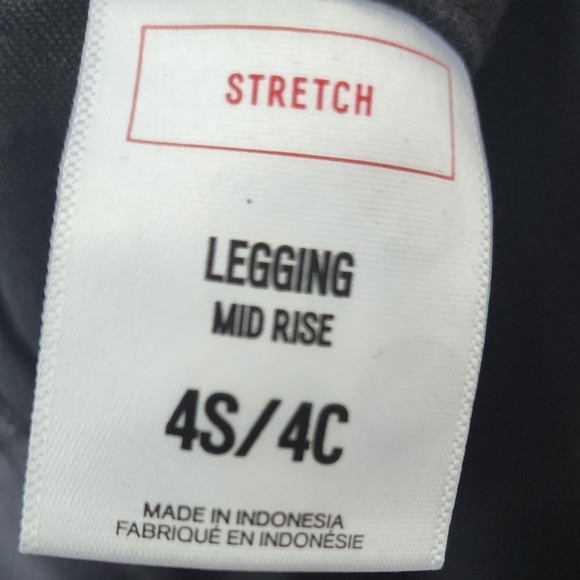 STRETCH
LEGGING
MID RISE
4S/4C
MADE IN INDONESIA
FABRIQUÉ EN INDONÉSIE